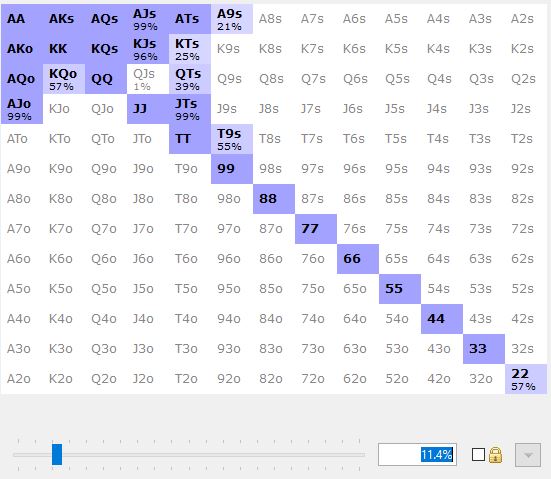 AA AKs AQs AJs 99% ATs A9s 21% A8s A7s A6s A5s A4s A3s A2s
AKo KK KQs KJs 96% KTs 25% K9s K8s K7s K6s K5s K4s K3s K2s
AQo KQo 57% QQ QJs 1% QTs 39% Q9s Q8s Q7s Q6s Q5s Q4s Q3s Q2s
AJo 99% KJo QJo JJ JTs 99% J9s J8s J7s J6s J5s J4s J3s J2s
ATo KTo QTo JTo TT T9s 55% T8s T7s T6s T5s T4s T3s T2s
A9o K9o Q9o J9o T9o 99 98s 97s 96s 95s 94s 93s 92s
A8o K8o Q8o J8o T8o 98o 88 87s 86s 85s 84s 83s 82s
A7o K7o Q7o J7o T7o 97o 87o 77 76s 75s 74s 73s 72s
A6o K6o Q6o J6o T6o 96o 86o 76o 66 65s 64s 63s 62s
A5o K5o Q5o J5o T5o 95o 85o 75o 65o 55 54s 53s 52s
A4o K4o Q4o J4o T4o 94o 84o 74o 64o 54o 44 43s 42s
A3o K3o Q3o J3o T3o 93o 83o 73o 63o 53o 43o 33 32s
A2o K2o Q2o J2o T2o 92o 82o 72o 62o 52o 42o 32o 22 57%
11.4%